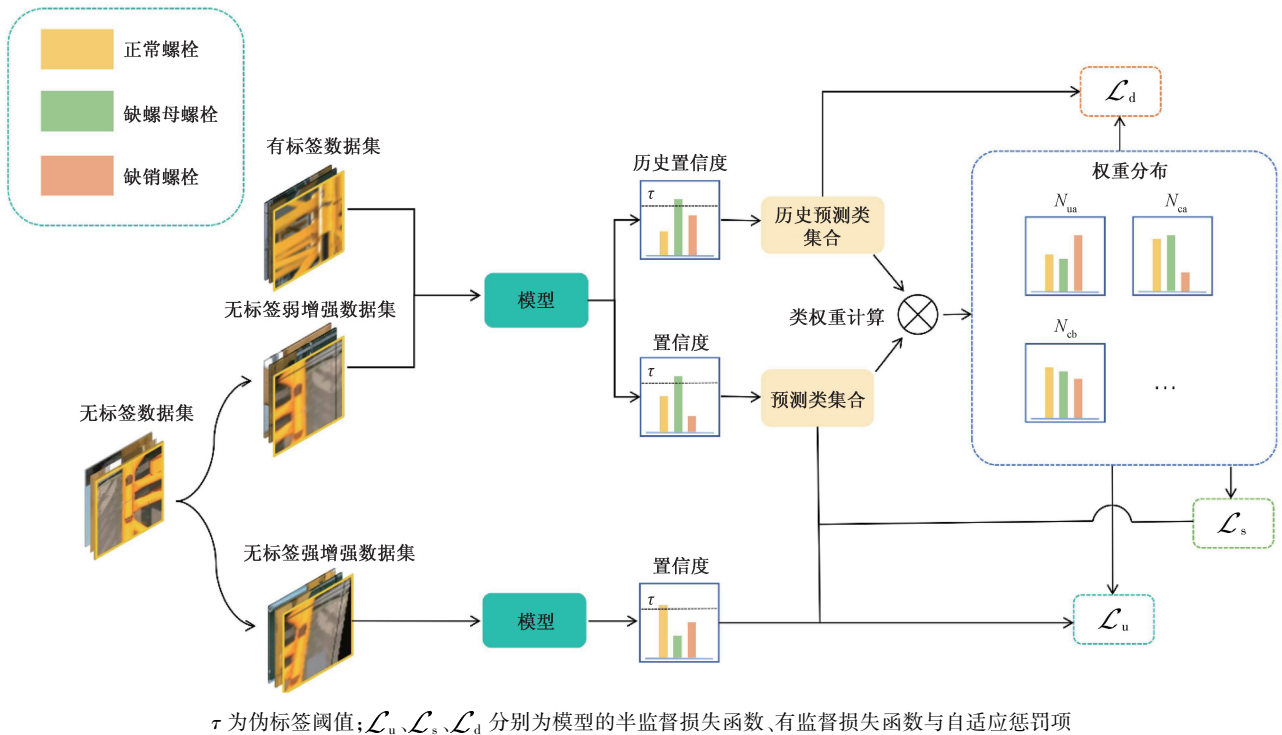 正常螺栓
缺螺母螺栓
缺销螺栓
有标签数据集
无标签弱增强数据集
无标签数据集
无标签强增强数据集
模型
模型
历史置信度
τ
置信度
τ
置信度
τ
历史预测类
集合
预测类集合
类权重计算
ℒd
权重分布
Nua
Nca
Ncb
...
ℒs
ℒu
τ 为伪标签阈值;ℒu、ℒs、ℒd 分别为模型的半监督损失函数、有监督损失函数与自适应惩罚项